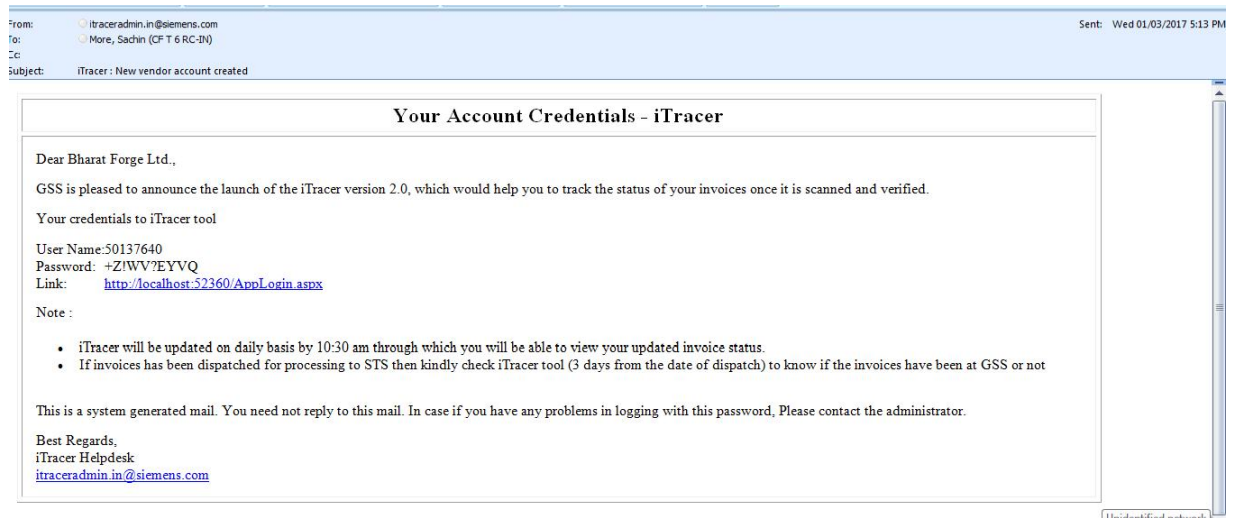 From: itraceradmin.in@siemens.com Sent: Wed 01/03/2017 5:13 PM
To: More, Sachin (CF T 6 RC-IN)
Cc:
Subject: iTracer : New vendor account created
Your Account Credentials - iTracer
Dear Bharat Forge Ltd.,
GSS is pleased to announce the launch of the iTracer version 2.0, which would help you to track the status of your invoices once it is scanned and verified.
Your credentials to iTracer tool
User Name:50137640
Password: +Z!WV?EYVQ
Link: http://localhost:52360/AppLogin.aspx
Note :
• iTracer will be updated on daily basis by 10:30 am through which you will be able to view your updated invoice status.
• If invoices has been dispatched for processing to STS then kindly check iTracer tool (3 days from the date of dispatch) to know if the invoices have been at GSS or not
This is a system generated mail. You need not reply to this mail. In case if you have any problems in logging with this password, Please contact the administrator.
Best Regards,
iTracer Helpdesk
itraceradmin.in@siemens.com
Unidentified network